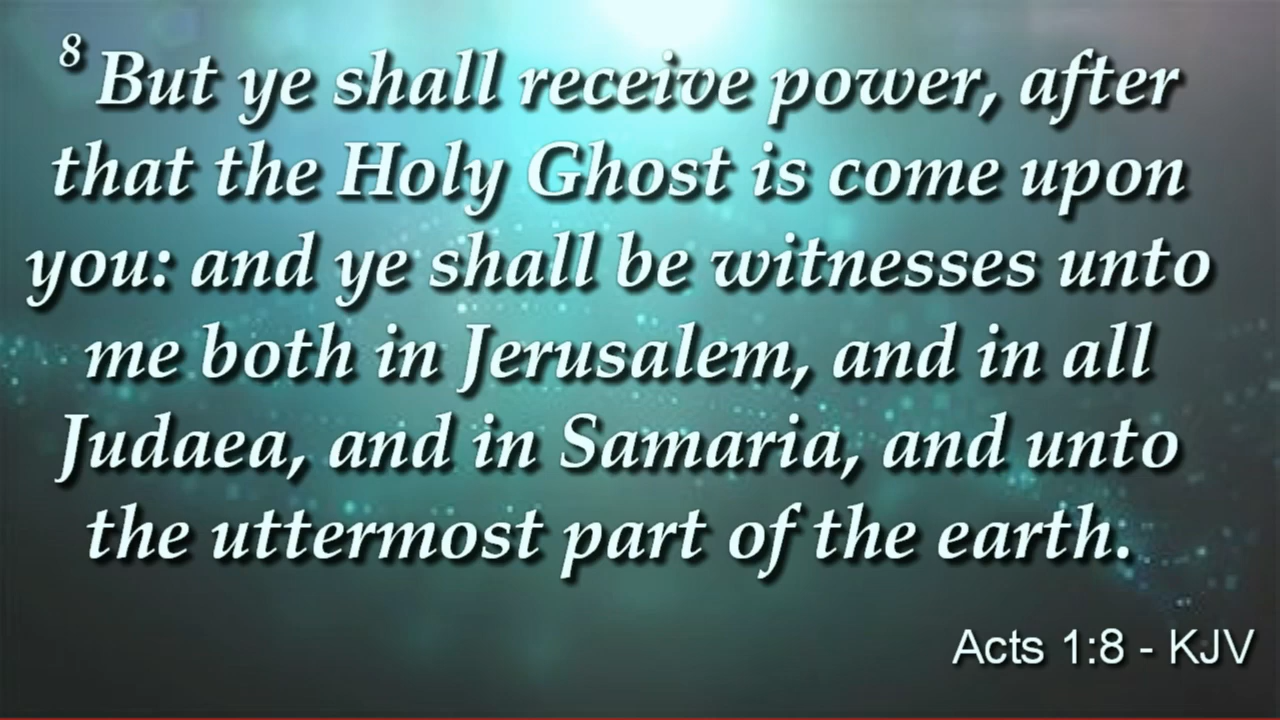 8 But ye shall receive power, after
that the Holy Ghost is come upon
you: and ye shall be witnesses unto
me both in Jerusalem, and in all
Judaea, and in Samaria, and unto
the uttermost part of the earth.
Acts 1:8 - KJV